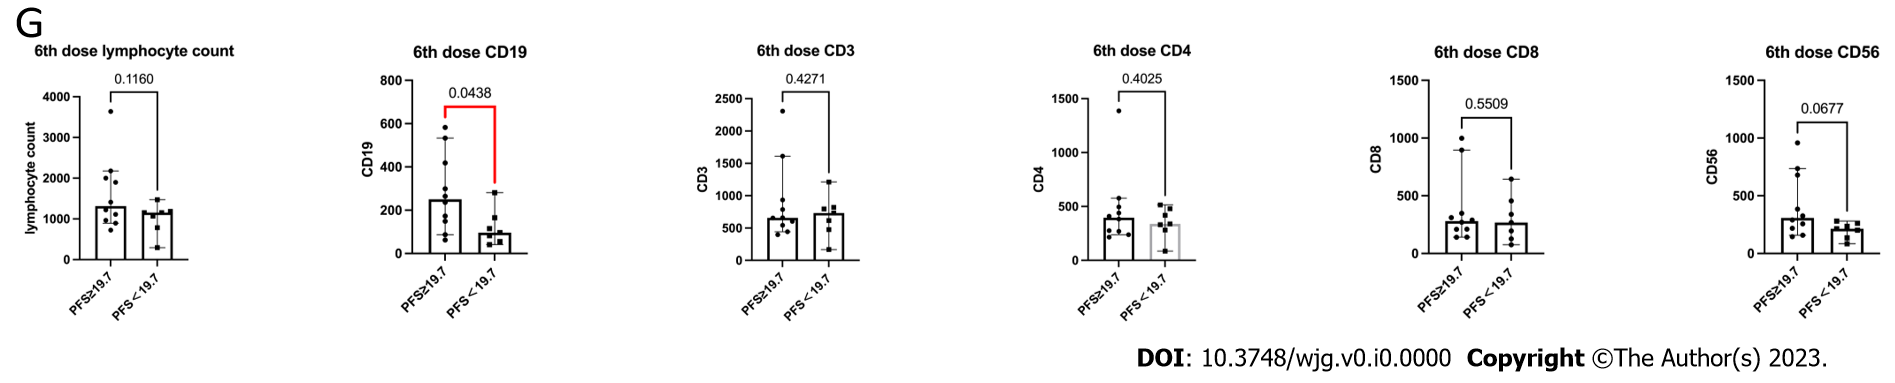 G
6th dose lymphocyte count
0.1160
lymphocyte count
4000
3000
2000
1000
0
PFS≥19.7
PFS < 19.7
6th dose CD19
0.0438
CD19
800
600
400
200
0
PFS≥19.7
PFS < 19.7
6th dose CD3
0.4271
CD3
2500
2000
1500
1000
500
0
PFS≥19.7
PFS < 19.7
6th dose CD4
0.4025
CD4
1500
1000
500
0
PFS≥19.7
PFS < 19.7
6th dose CD8
0.5509
CD8
1500
1000
500
0
PFS≥19.7
PFS < 19.7
6th dose CD56
0.0677
CD56
1500
1000
500
0
PFS≥19.7
PFS < 19.7
DOI: 10.3748/wjg.v0.i0.0000 Copyright ©The Author(s) 2023.